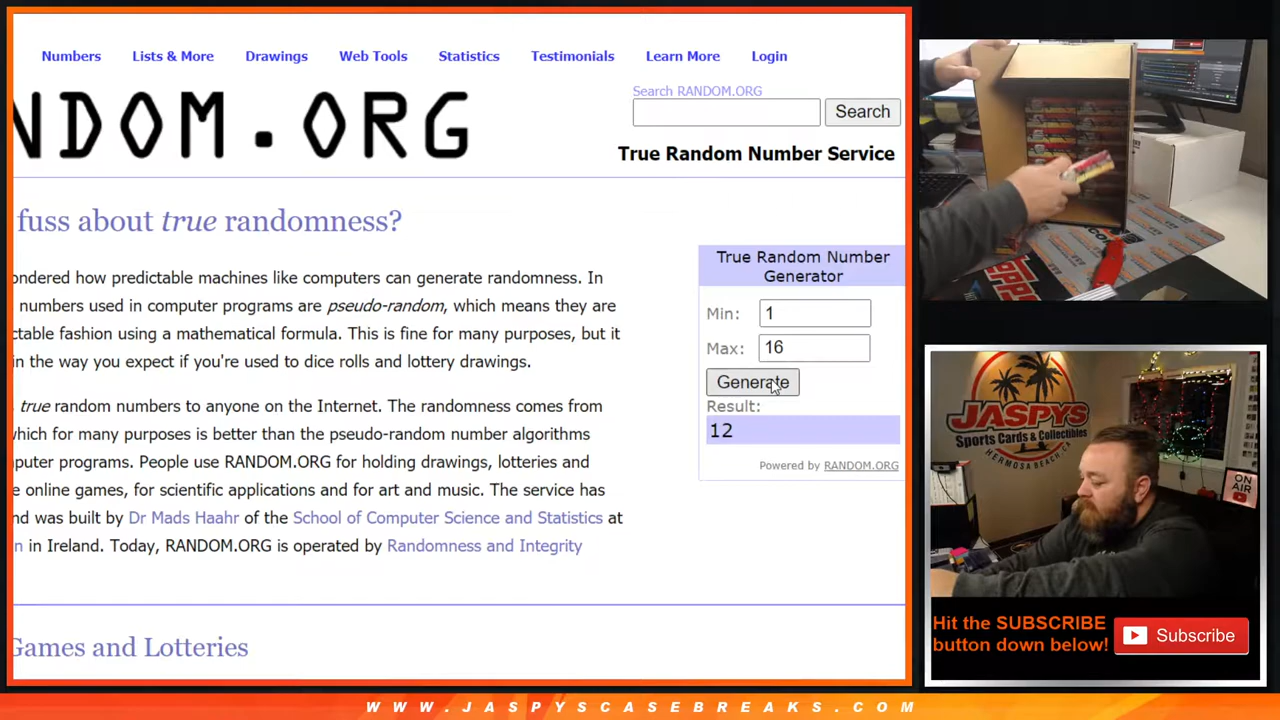 Numbers Lists & More Drawings Web Tools Statistics Testimonials Learn More Login
NDOM.ORG
Search RANDOM.ORG
Search
True Random Number Service
fuss about true randomness?
ondered how predictable machines like computers can generate randomness. In
numbers used in computer programs are pseudo-random, which means they are
ctable fashion using a mathematical formula. This is fine for many purposes, but it
in the way you expect if you're used to dice rolls and lottery drawings.
true random numbers to anyone on the Internet. The randomness comes from
which for many purposes is better than the pseudo-random number algorithms
puter programs. People use RANDOM.ORG for holding drawings, lotteries and
e online games, for scientific applications and for art and music. The service has
nd was built by Dr Mads Haahr of the School of Computer Science and Statistics at
n in Ireland. Today, RANDOM.ORG is operated by Randomness and Integrity
Games and Lotteries
True Random Number
Generator
Min: 1
Max: 16
Generate
Result:
12
Powered by RANDOM.ORG
TOPPS
JASPYS
Sports Cards & Collectibles
HERMOSA BEACH, CA
ON
AIR
Hit the SUBSCRIBE
button down below!
Subscribe
WWW.JASPYSCASEBREAKS.COM